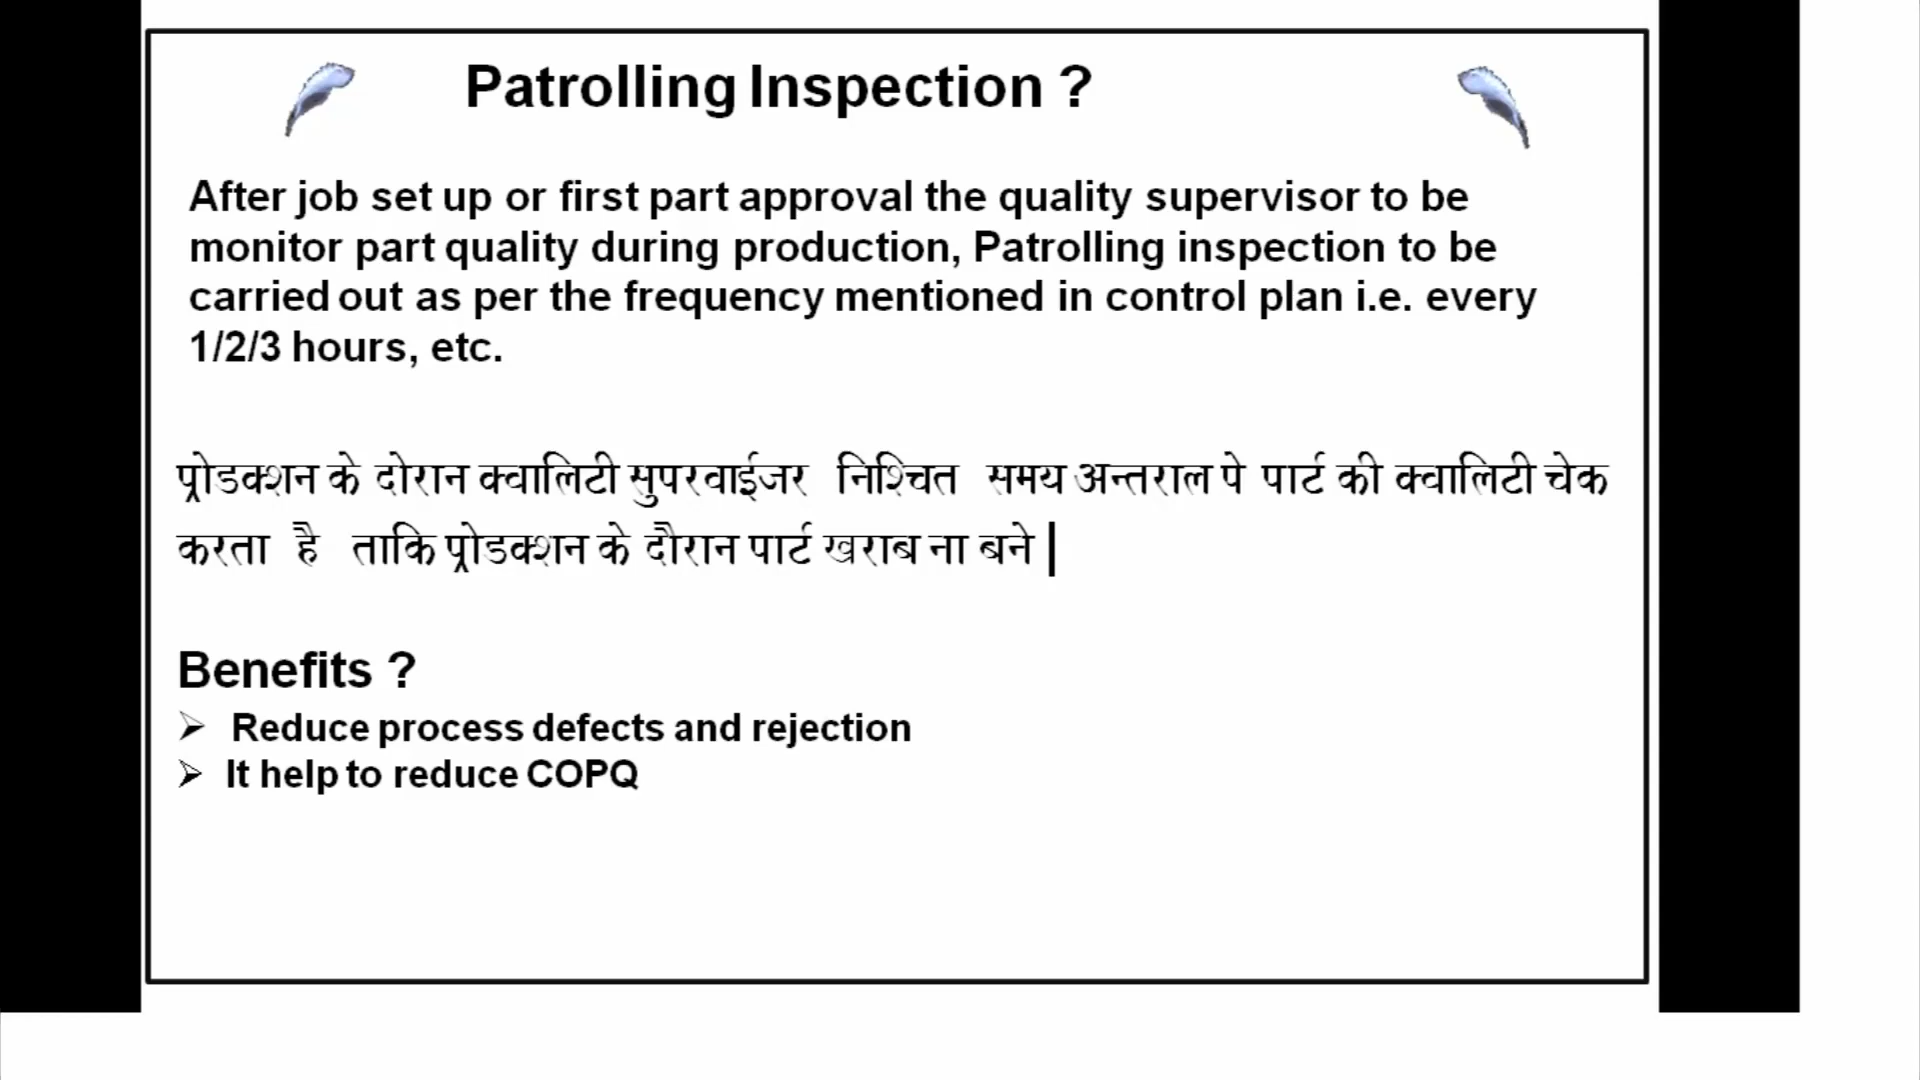 Patrolling Inspection ?
After job set up or first part approval the quality supervisor to be
monitor part quality during production, Patrolling inspection to be
carried out as per the frequency mentioned in control plan i.e. every
1/2/3 hours, etc.
प्रोडक्शन के दोरान क्वालिटी सुपरवाईजर निश्चित समय अन्तराल पे पार्ट की क्वालिटी चेक
करता है ताकि प्रोडक्शन के दौरान पार्ट खराब ना बने |
Benefits ?
➢ Reduce process defects and rejection
➢ It help to reduce COPQ